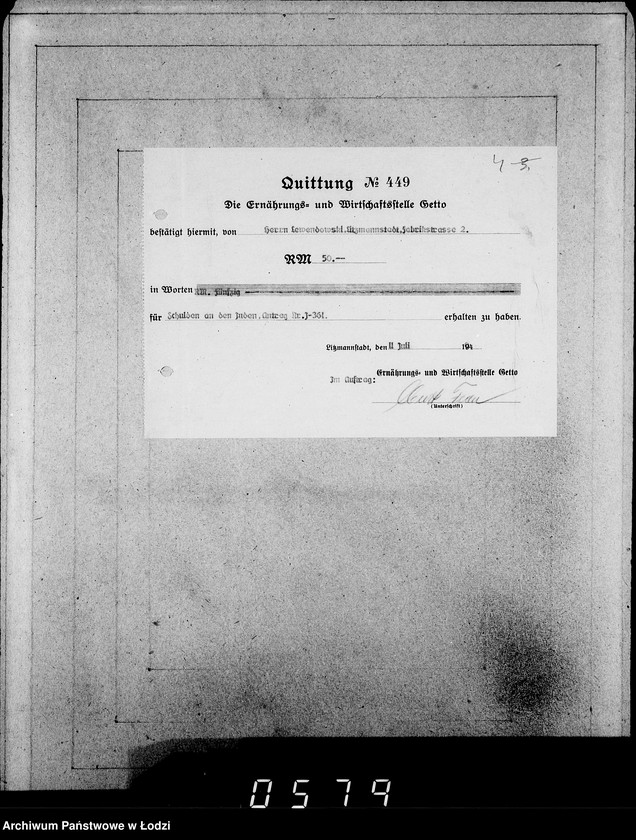 Quittung № 449
Die Ernährungs- und Wirtschaftsstelle Getto
bestätigt hiermit, von Herrn Lewandowski, Litzmannstadt, Fabrikstrasse 2.
RM 50.—
in Worten RM. fünfzig
für Schulden an den Juden, Antrag Nr. J-361. erhalten zu haben.
Litzmannstadt, den 11 Juli 194
Ernährungs- und Wirtschaftsstelle Getto
Im Auftrag:
(Unterschrift)
0579
Archiwum Państwowe w Łodzi